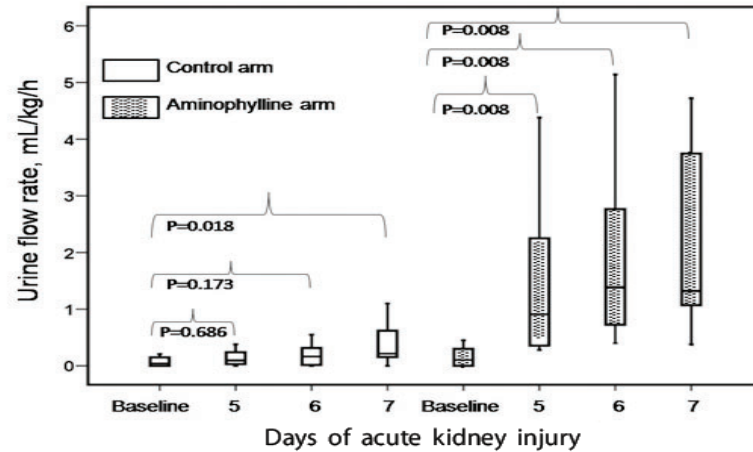 6
P=0.008
Control arm
P=0.008
5
Aminophylline arm
P=0.008
4
Urine flow rate, mL/kg/h
3
P=0.018
2
P=0.173
1
P=0.686
0
Baseline 5 6 7 Baseline 5 6 7
Days of acute kidney injury